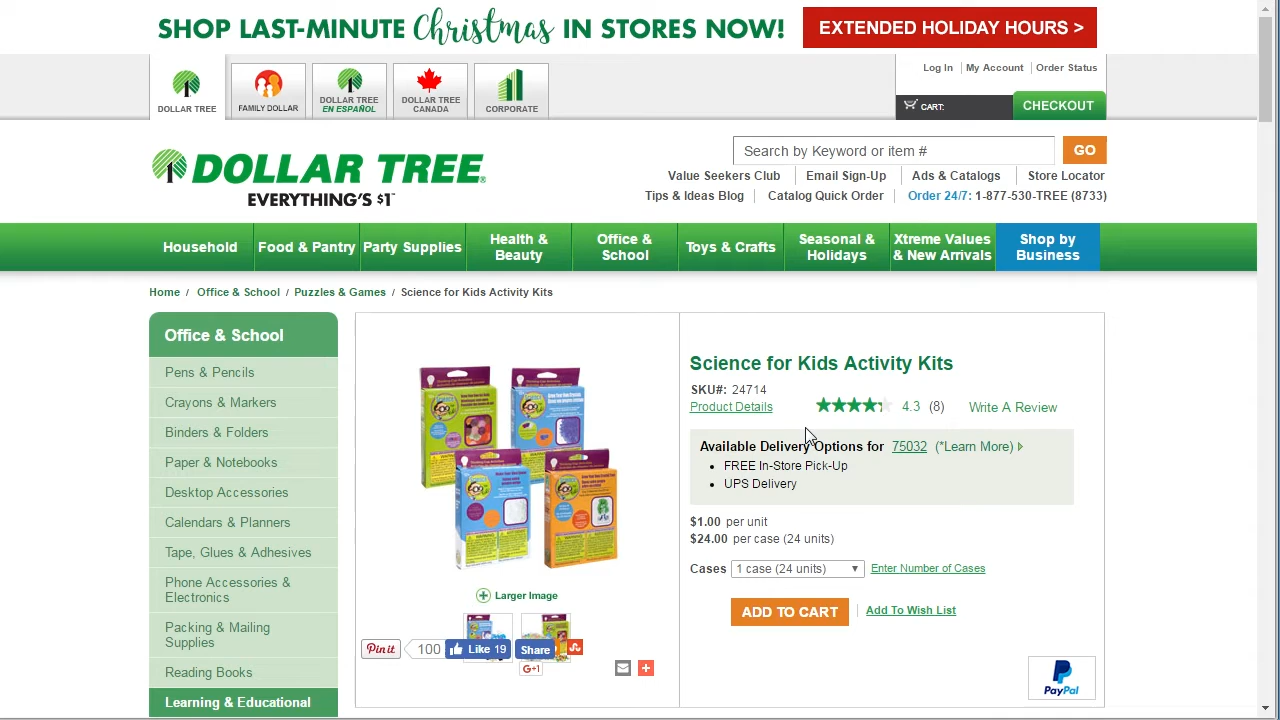 SHOP LAST-MINUTE Christmas IN STORES NOW!
EXTENDED HOLIDAY HOURS >
DOLLAR TREE
FAMILY DOLLAR
DOLLAR TREE
EN ESPAÑOL
DOLLAR TREE
CANADA
CORPORATE
Log In
My Account
Order Status
CART:
CHECKOUT
DOLLAR TREE
EVERYTHING'S $1
Search by Keyword or item #
GO
Value Seekers Club
Email Sign-Up
Ads & Catalogs
Store Locator
Tips & Ideas Blog
Catalog Quick Order
Order 24/7: 1-877-530-TREE (8733)
Household
Food & Pantry
Party Supplies
Health &
Beauty
Office &
School
Toys & Crafts
Seasonal &
Holidays
Xtreme Values
& New Arrivals
Shop by
Business
Home / Office & School / Puzzles & Games / Science for Kids Activity Kits
Office & School
Pens & Pencils
Crayons & Markers
Binders & Folders
Paper & Notebooks
Desktop Accessories
Calendars & Planners
Tape, Glues & Adhesives
Phone Accessories &
Electronics
Packing & Mailing
Supplies
Reading Books
Learning & Educational
Larger Image
Pin it
100
Like 19
Share
G+1
Science for Kids Activity Kits
SKU#: 24714
Product Details
4.3 (8)
Write A Review
Available Delivery Options for 75032 (*Learn More)
FREE In-Store Pick-Up
UPS Delivery
$1.00 per unit
$24.00 per case (24 units)
Cases
1 case (24 units)
Enter Number of Cases
ADD TO CART
Add To Wish List
PayPal